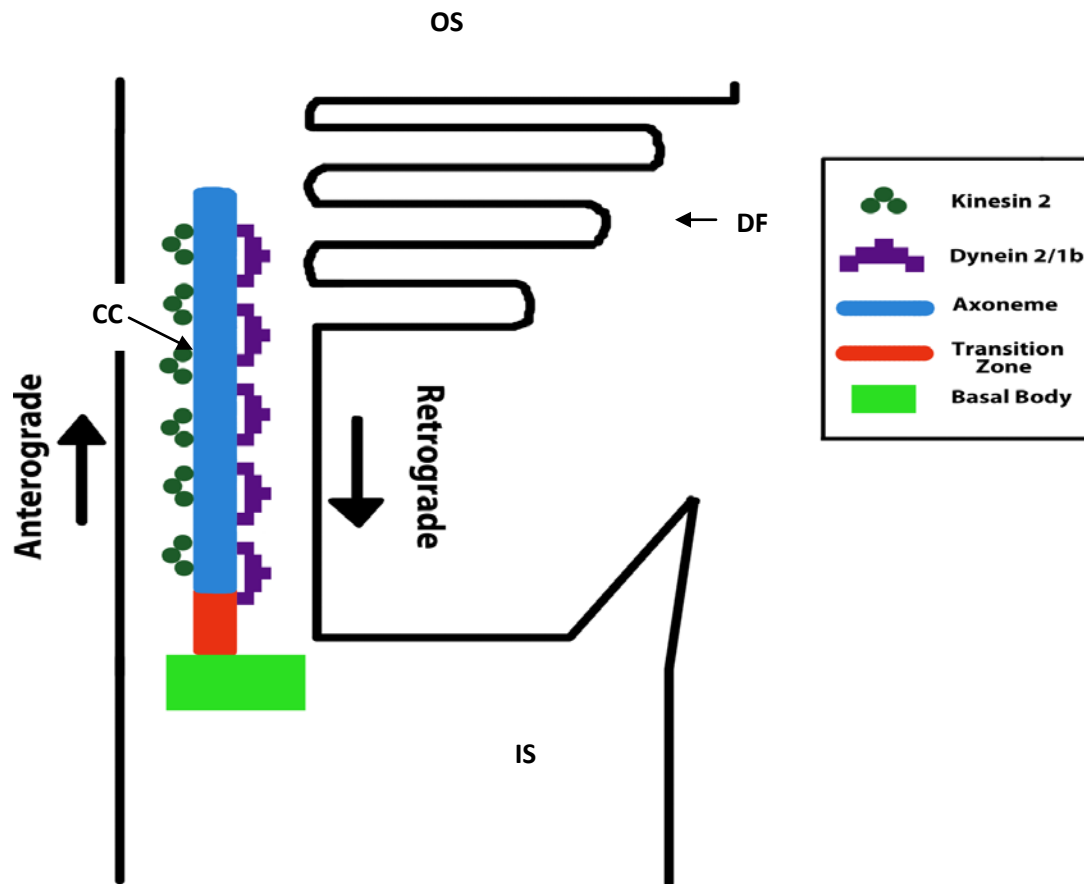 OS
DF
CC
Anterograde
Retrograde
IS
Kinesin 2
Dynein 2/1b
Axoneme
Transition
Zone
Basal Body